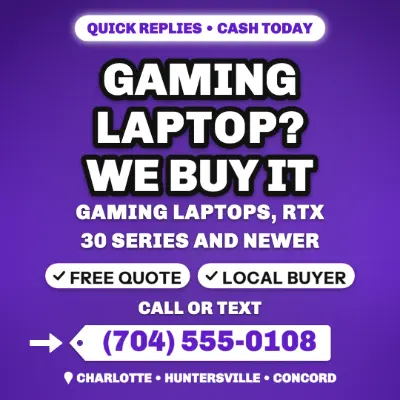 QUICK REPLIES • CASH TODAY
GAMING
LAPTOP?
WE BUY IT
GAMING LAPTOPS, RTX
30 SERIES AND NEWER
✓ FREE QUOTE ✓ LOCAL BUYER
CALL OR TEXT
(704) 555-0108
CHARLOTTE • HUNTERSVILLE • CONCORD